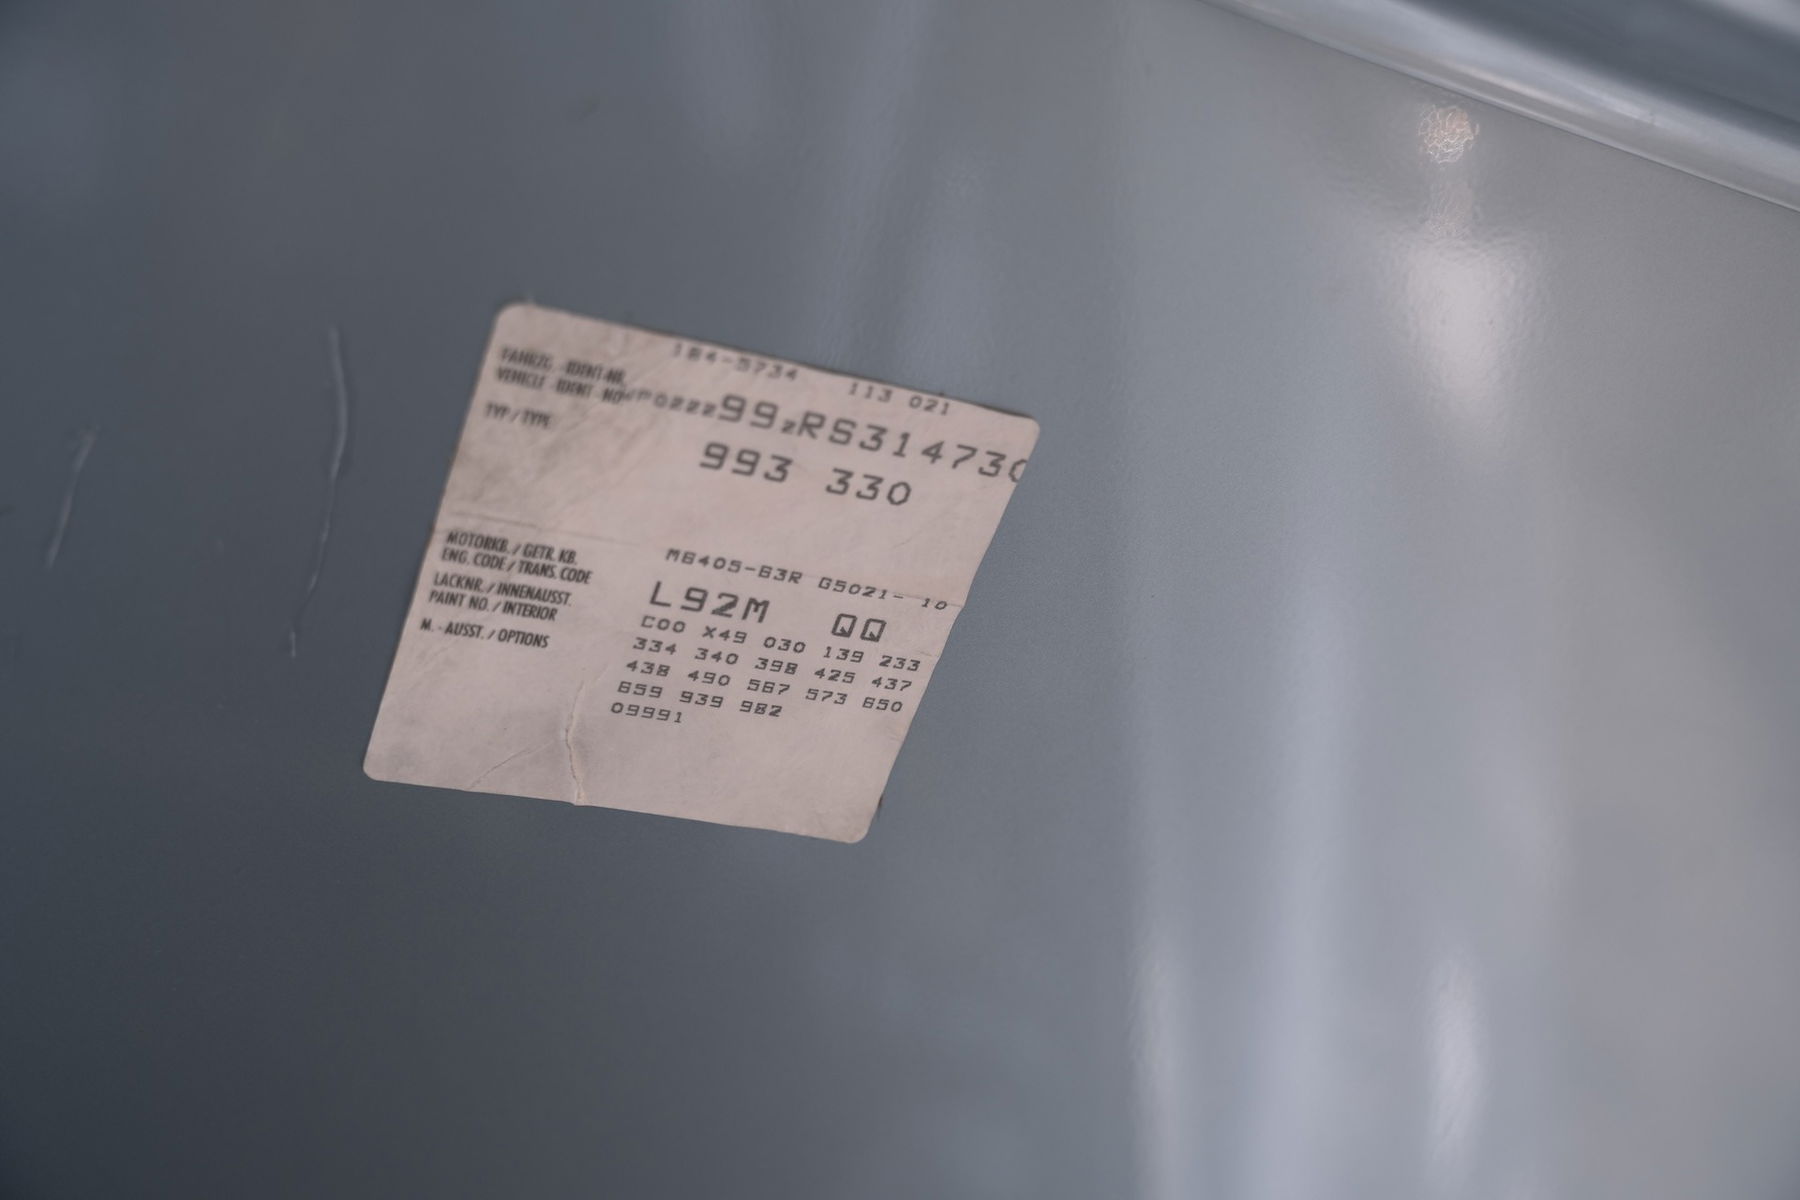 184-5734 113 021
FAHRZG. -IDENT-NR.
VEHICLE -IDENT -NO. WP0ZZZ99ZRS314730
TYP / TYPE 993 330
MOTORKB. / GETR. KB.
ENG. CODE / TRANS. CODE M6405-63R G5021- 10
LACKNR. / INNENAUSST.
PAINT NO. / INTERIOR L92M QQ
M. - AUSST. / OPTIONS C00 X49 030 139 233
334 340 398 425 437
438 490 567 573 650
659 939 982
09991